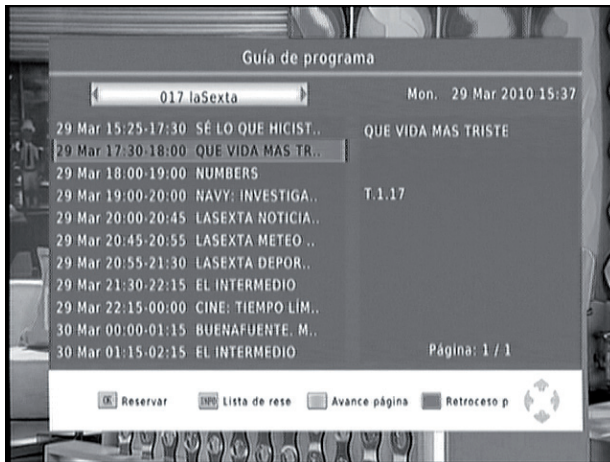 Guía de programa
017 laSexta
Mon. 29 Mar 2010 15:37
29 Mar 15:25-17:30 SÉ LO QUE HICIST..
29 Mar 17:30-18:00 QUE VIDA MAS TR..
29 Mar 18:00-19:00 NUMBERS
29 Mar 19:00-20:00 NAVY: INVESTIGA..
29 Mar 20:00-20:45 LASEXTA NOTICIA..
29 Mar 20:45-20:55 LASEXTA METEO ..
29 Mar 20:55-21:30 LASEXTA DEPOR..
29 Mar 21:30-22:15 EL INTERMEDIO
29 Mar 22:15-00:00 CINE: TIEMPO LÍM..
30 Mar 00:00-01:15 BUENAFUENTE. M..
30 Mar 01:15-02:15 EL INTERMEDIO
QUE VIDA MAS TRISTE
T.1.17
Página: 1 / 1
OK Reservar INFO Lista de rese Avance página Retroceso p